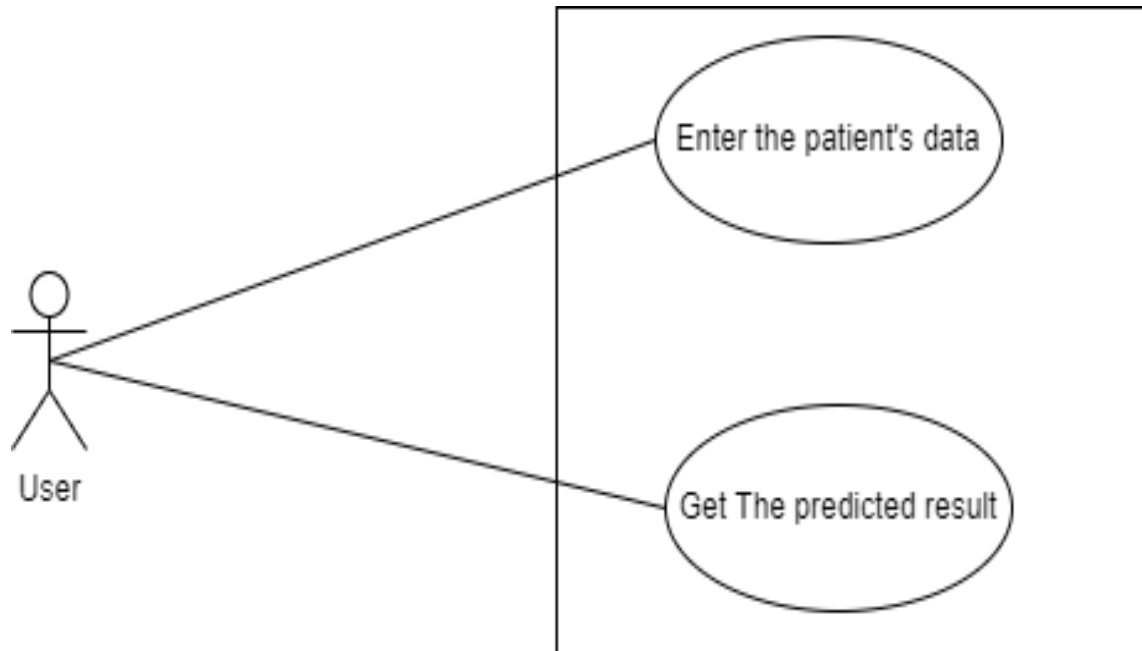 Enter the patient's data
User
Get The predicted result